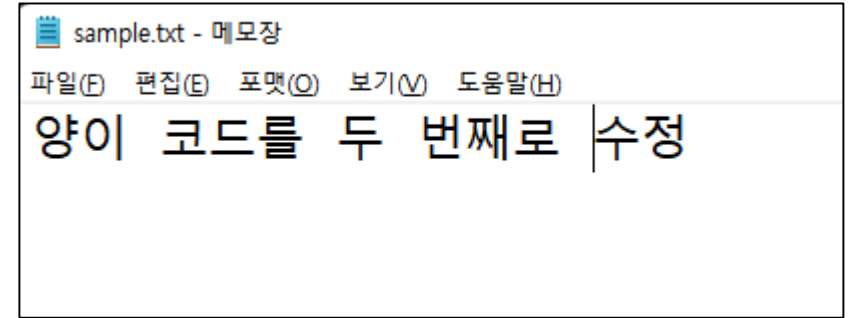 sample.txt - 메모장
파일(F) 편집(E) 포맷(O) 보기(V) 도움말(H)
양이 코드를 두 번째로 수정